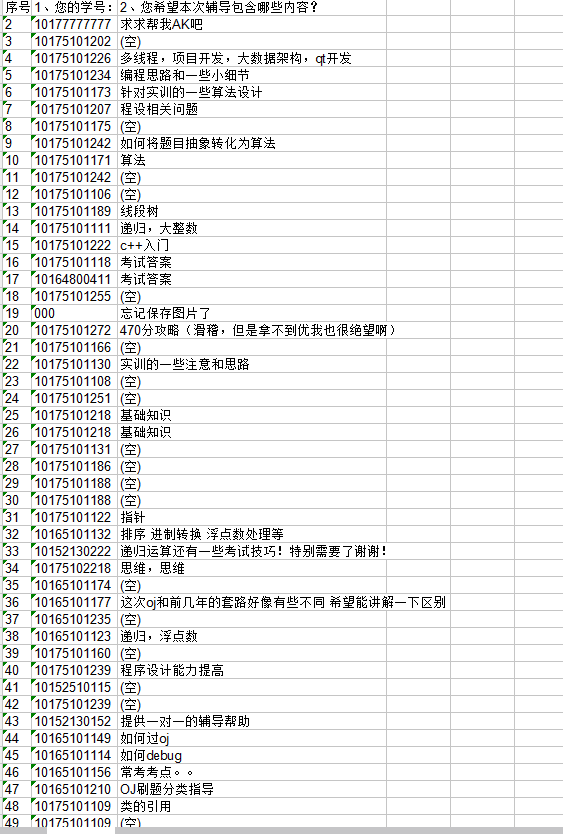 序号 1、您的学号： 2、您希望本次辅导包含哪些内容？
2 10177777777 求求帮我AK吧
3 10175101202 (空)
4 10175101226 多线程，项目开发，大数据架构，qt开发
5 10175101234 编程思路和一些小细节
6 10175101173 针对实训的一些算法设计
7 10175101207 程设相关问题
8 10175101175 (空)
9 10175101242 如何将题目抽象转化为算法
10 10175101171 算法
11 10175101242 (空)
12 10175101106 (空)
13 10175101189 线段树
14 10175101111 递归，大整数
15 10175101222 c++入门
16 10175101118 考试答案
17 10164800411 考试答案
18 10175101255 (空)
19 000 忘记保存图片了
20 10175101272 470分攻略（滑稽，但是拿不到优我也很绝望啊）
21 10175101166 (空)
22 10175101130 实训的一些注意和思路
23 10175101108 (空)
24 10175101251 (空)
25 10175101218 基础知识
26 10175101218 基础知识
27 10175101131 (空)
28 10175101186 (空)
29 10175101188 (空)
30 10175101188 (空)
31 10175101122 指针
32 10165101132 排序 进制转换 浮点数处理等
33 10152130222 递归运算还有一些考试技巧！特别需要了谢谢！
34 10175102218 思维，思维
35 10165101174 (空)
36 10165101177 这次oj和前几年的套路好像有些不同 希望能讲解一下区别
37 10165101235 (空)
38 10165101123 递归，浮点数
39 10175101160 (空)
40 10175101239 程序设计能力提高
41 10152510115 (空)
42 10175101239 (空)
43 10152130152 提供一对一的辅导帮助
44 10165101149 如何过oj
45 10165101114 如何debug
46 10165101156 常考考点。。
47 10165101210 OJ刷题分类指导
48 10175101109 类的引用
49 10175101109 (空)